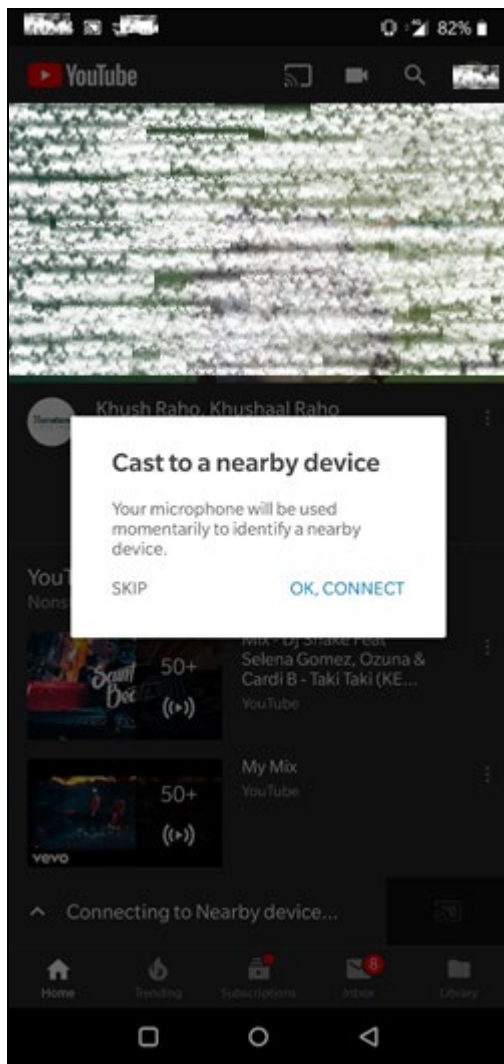 82%
YouTube
Khush Raho, Khushaal Raho
Cast to a nearby device
Your microphone will be used
momentarily to identify a nearby
device.
SKIP
OK, CONNECT
50+
Selena Gomez, Ozuna &
Cardi B - Taki Taki (KE...
YouTube
My Mix
YouTube
50+
vevo
Connecting to Nearby device...
8
Home
Trending
Subscriptions
Inbox
Library